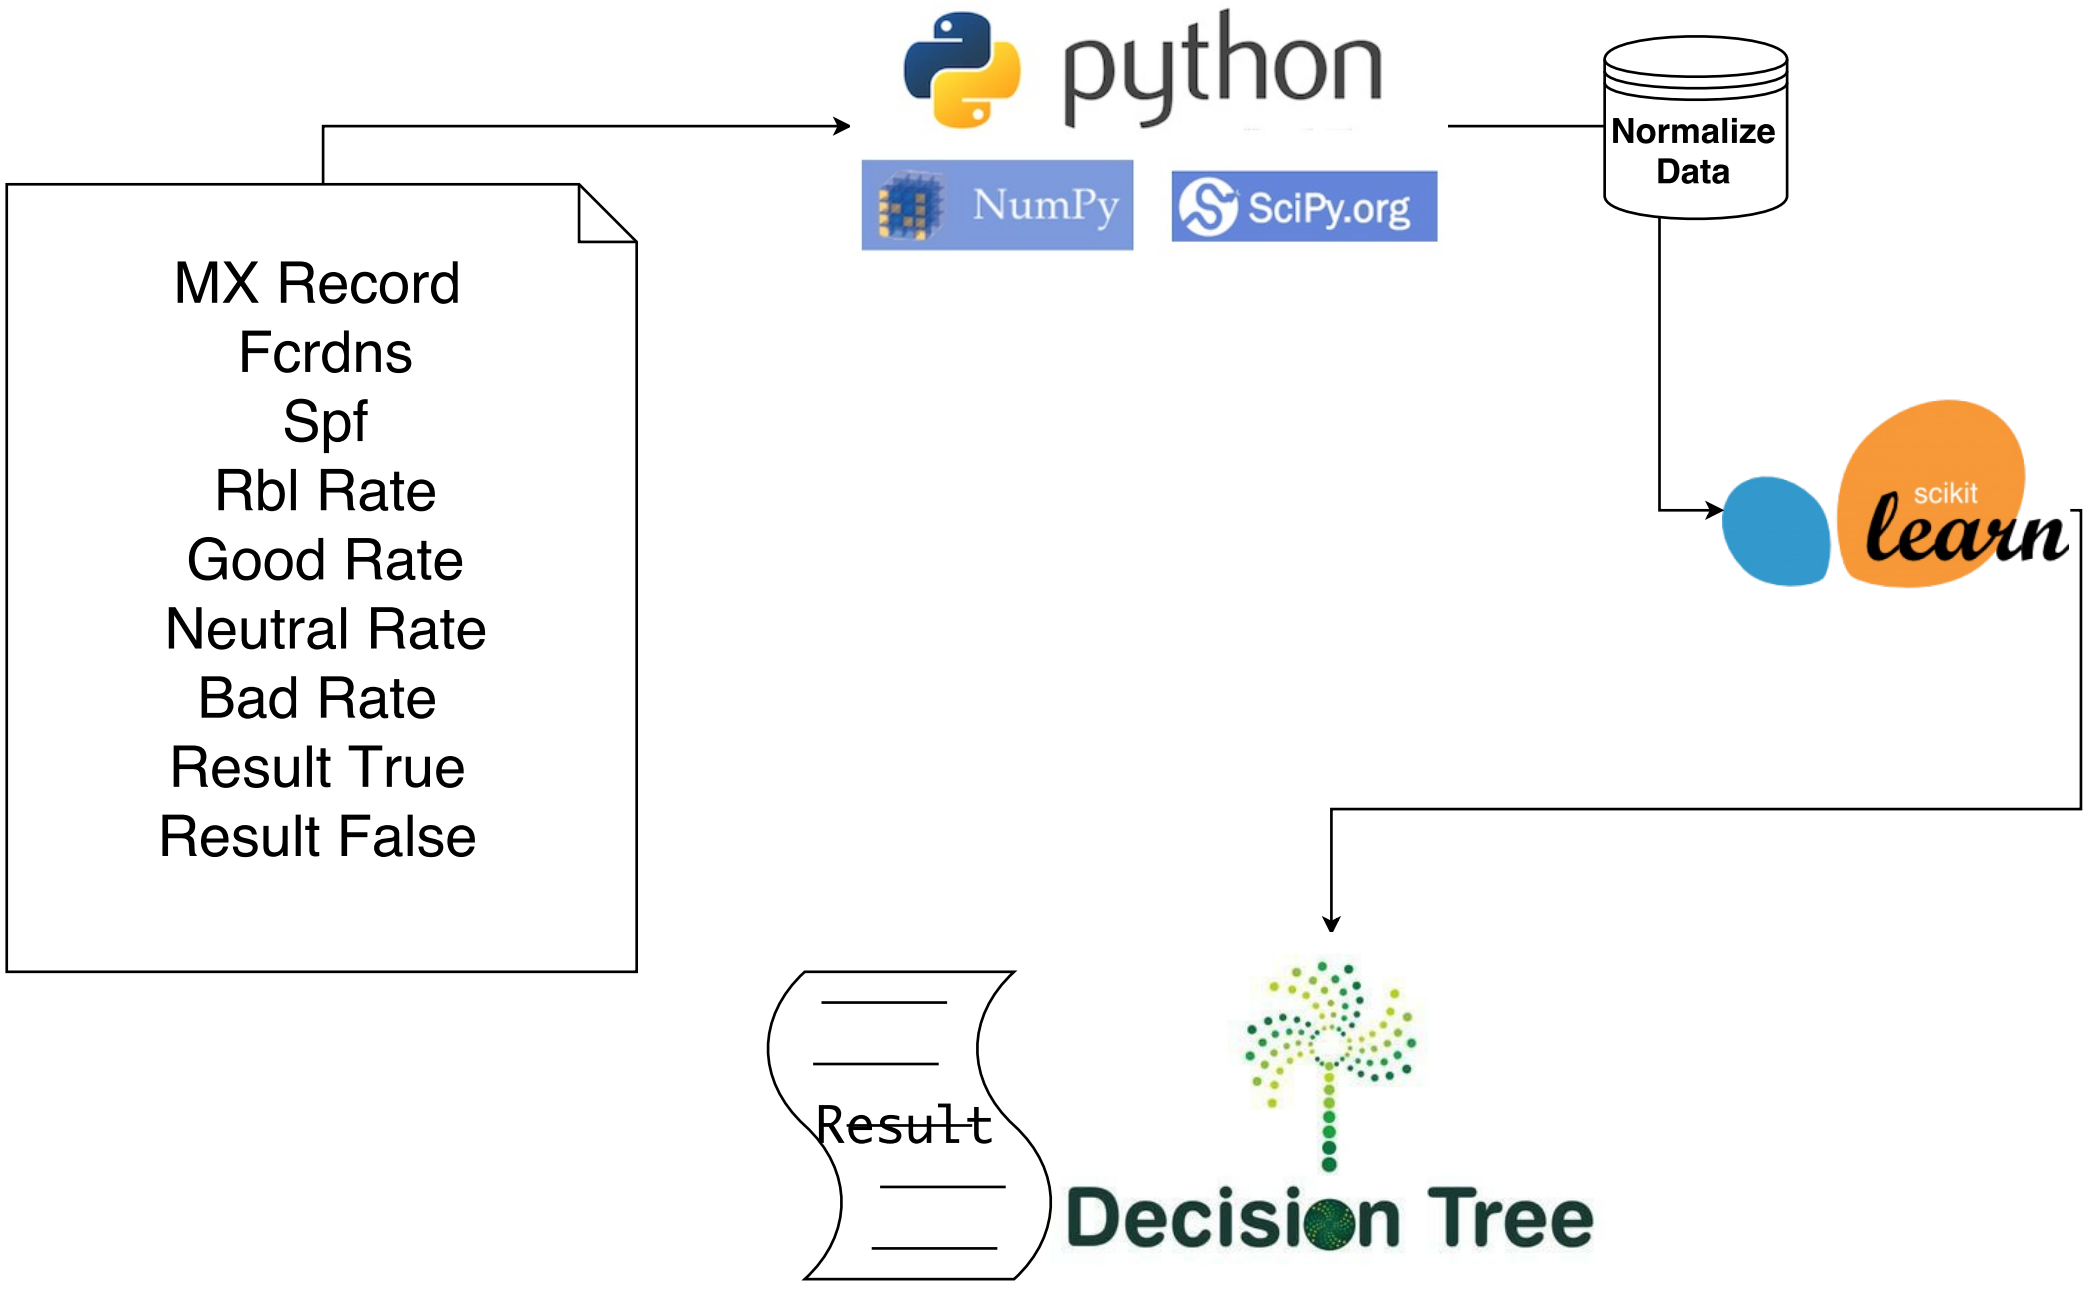 python
NumPy
SciPy.org
Normalize
Data
MX Record
Fcrdns
Spf
Rbl Rate
Good Rate
Neutral Rate
Bad Rate
Result True
Result False
scikit
learn
Result
Decision Tree